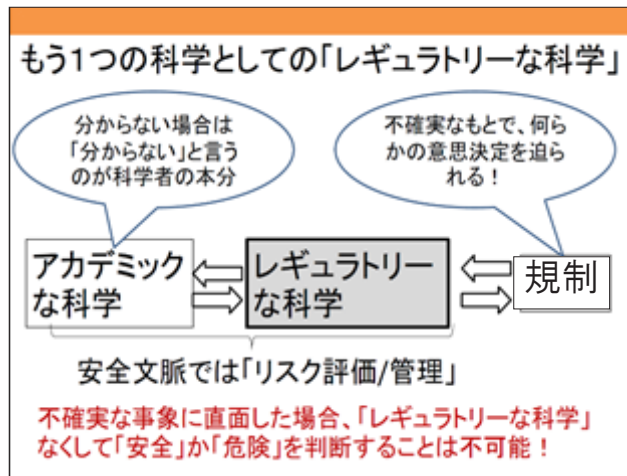 もう1つの科学としての「レギュラトリーな科学」
分からない場合は
「分からない」と言う
のが科学者の本分
不確実なもとで、何ら
かの意思決定を迫ら
れる！
アカデミック
な科学
レギュラトリー
な科学
規制
安全文脈では「リスク評価/管理」
不確実な事象に直面した場合、「レギュラトリーな科学」
なくして「安全」か「危険」を判断することは不可能！